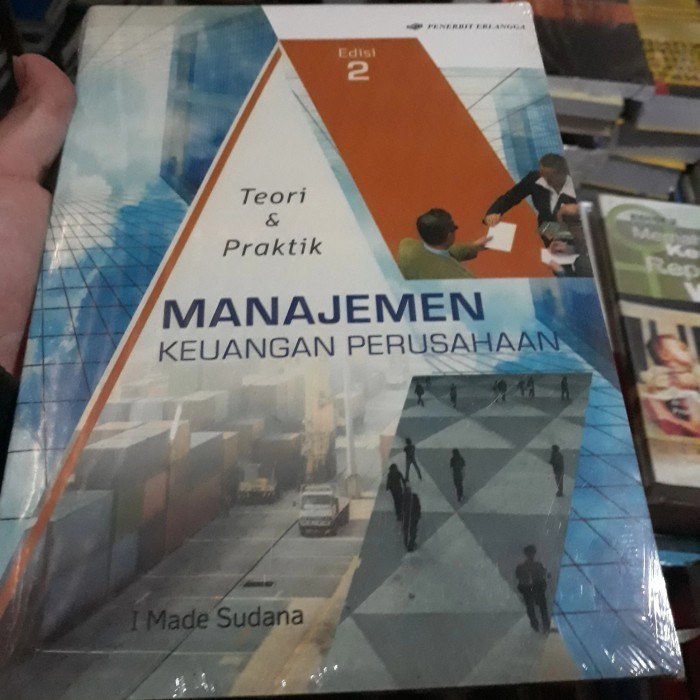 PENERBIT ERLANGGA
Edisi
2
Teori
&
Praktik
MANAJEMEN
KEUANGAN PERUSAHAAN
I Made Sudana